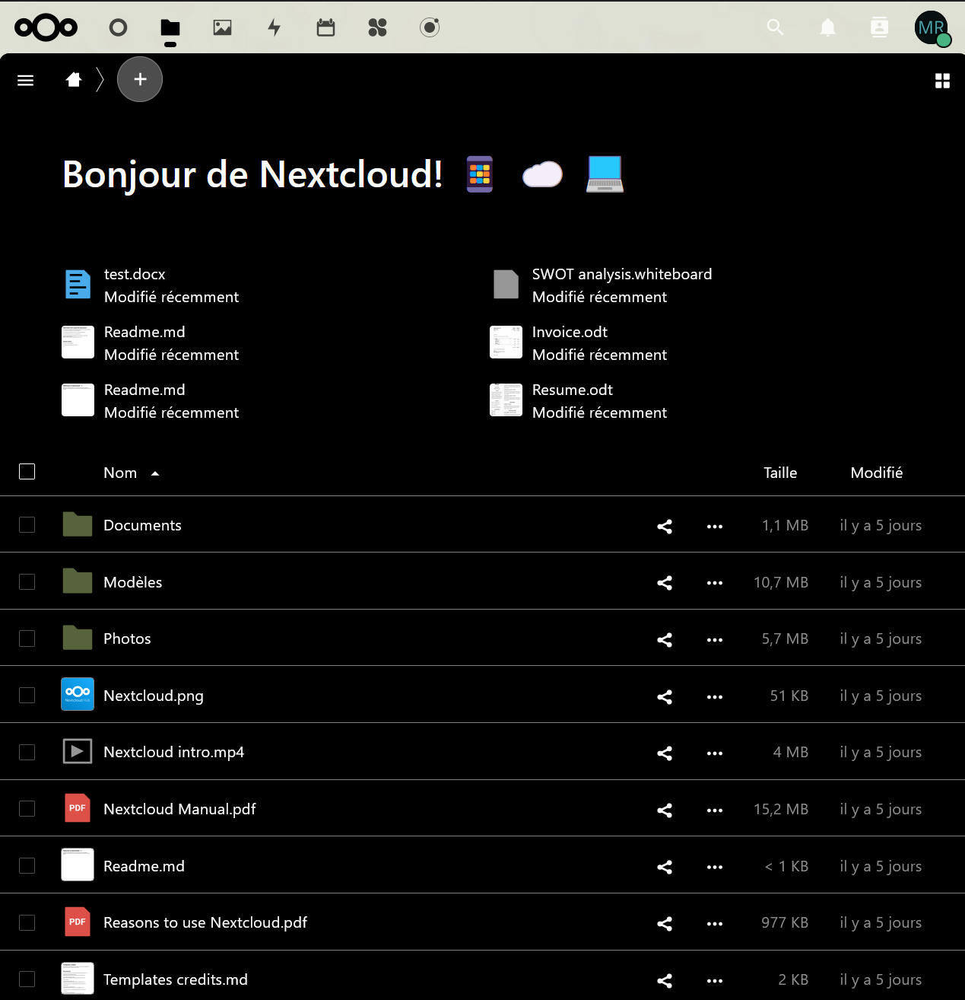 MR
Bonjour de Nextcloud!
test.docx
Modifié récemment
SWOT analysis.whiteboard
Modifié récemment
Readme.md
Modifié récemment
Invoice.odt
Modifié récemment
Readme.md
Modifié récemment
Resume.odt
Modifié récemment
Nom Taille Modifié
Documents 1,1 MB il y a 5 jours
Modèles 10,7 MB il y a 5 jours
Photos 5,7 MB il y a 5 jours
Nextcloud.png 51 KB il y a 5 jours
Nextcloud intro.mp4 4 MB il y a 5 jours
PDF Nextcloud Manual.pdf 15,2 MB il y a 5 jours
Readme.md < 1 KB il y a 5 jours
PDF Reasons to use Nextcloud.pdf 977 KB il y a 5 jours
Templates credits.md 2 KB il y a 5 jours